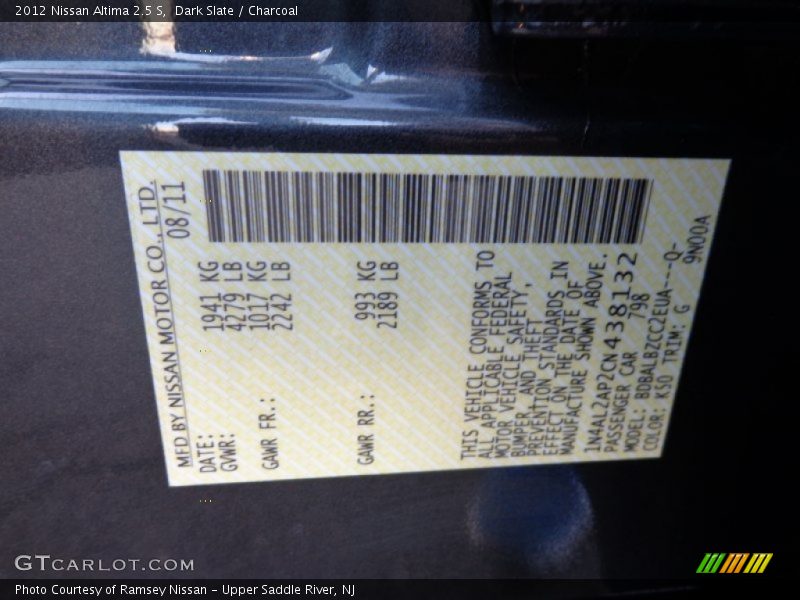 2012 Nissan Altima 2.5 S, Dark Slate / Charcoal
MFD BY NISSAN MOTOR CO., LTD.
DATE: 08/11
GVWR: 1941 KG
4279 LB
GAWR FR.: 1017 KG
2242 LB
GAWR RR.: 993 KG
2189 LB
THIS VEHICLE CONFORMS TO
ALL APPLICABLE FEDERAL
MOTOR VEHICLE SAFETY,
BUMPER, AND THEFT
PREVENTION STANDARDS IN
EFFECT ON THE DATE OF
MANUFACTURE SHOWN ABOVE.
1N4AL2AP2CN438132
PASSENGER CAR 798
MODEL: BDBALBZCC2EUA----Q-
COLOR: K50 TRIM: G 9N00A
GTCARLOT.COM
Photo Courtesy of Ramsey Nissan - Upper Saddle River, NJ